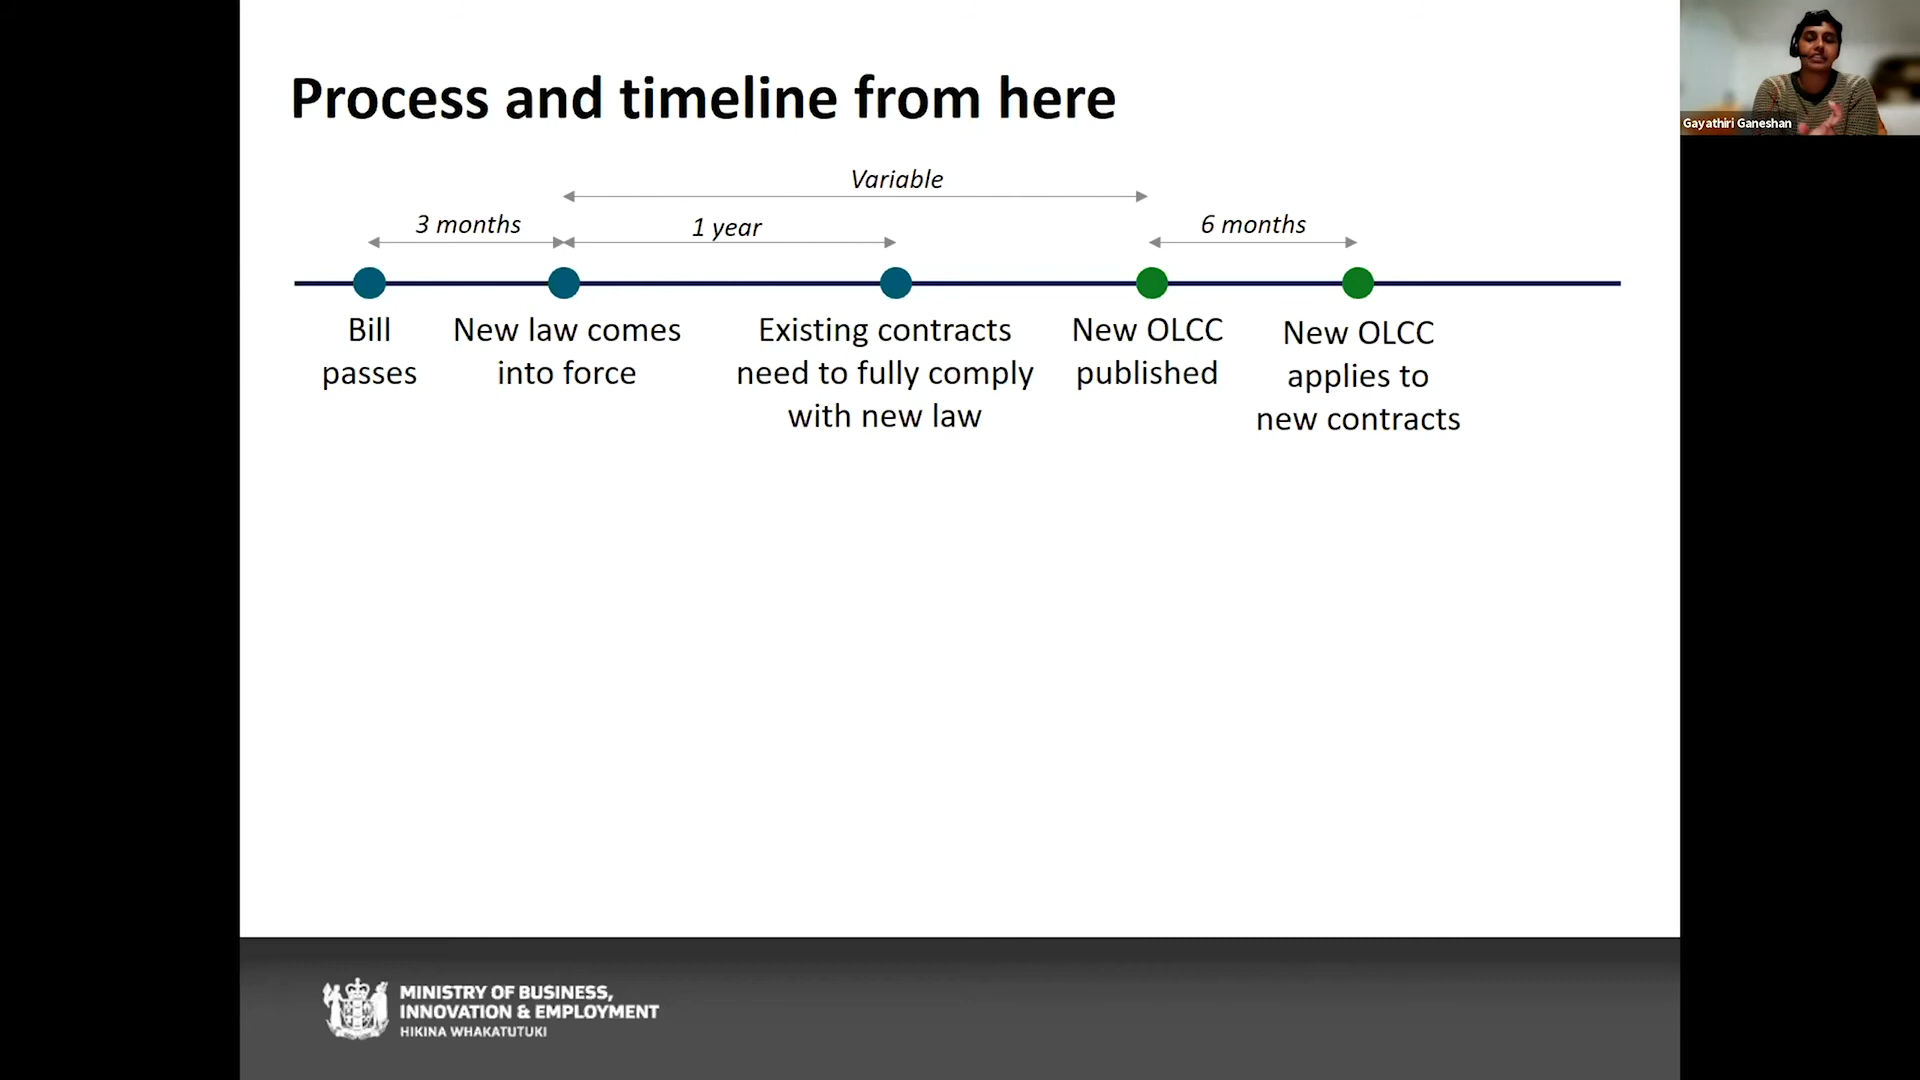 Process and timeline from here
Gayathiri Ganeshan
Variable
3 months
1 year
6 months
Bill
passes
New law comes
into force
Existing contracts
need to fully comply
with new law
New OLCC
published
New OLCC
applies to
new contracts
MINISTRY OF BUSINESS,
INNOVATION & EMPLOYMENT
HIKINA WHAKATUTUKI